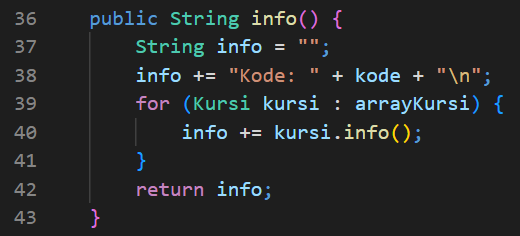 36 public String info() {
37 String info = "";
38 info += "Kode: " + kode + "\n";
39 for (Kursi kursi : arrayKursi) {
40 info += kursi.info();
41 }
42 return info;
43 }